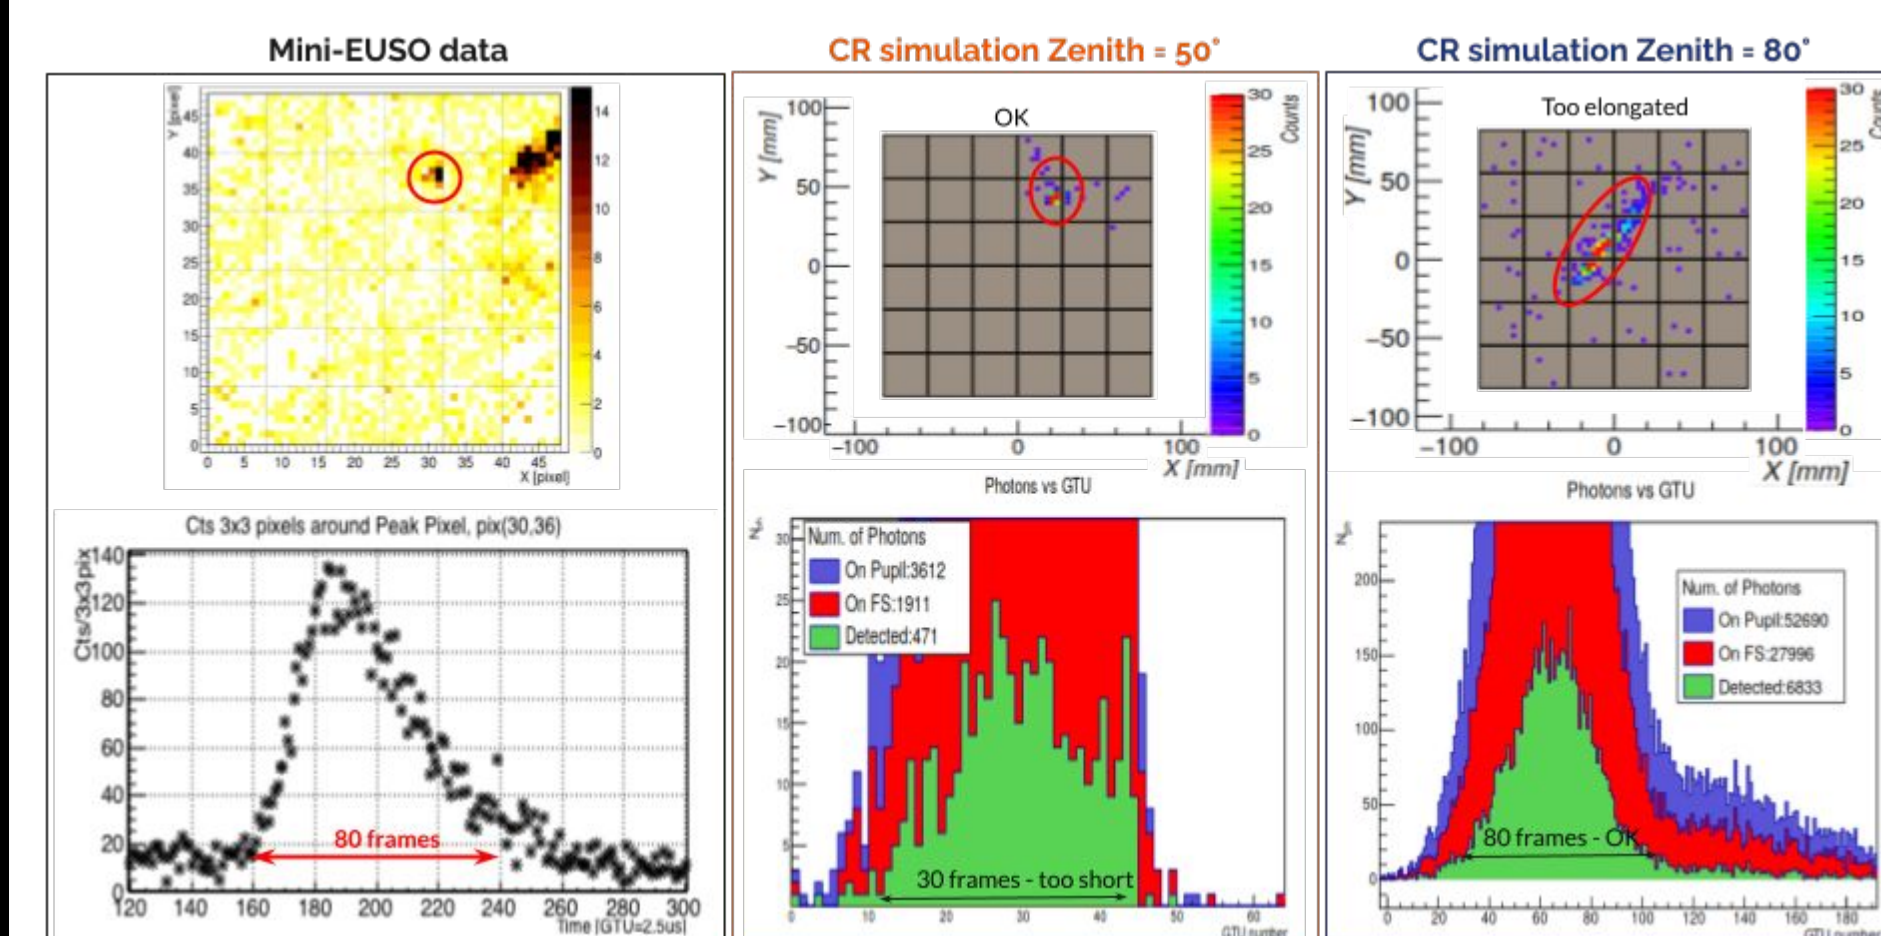 Mini-EUSO data
Y [pixel]
45
40
35
30
25
20
15
10
5
0
0 5 10 15 20 25 30 35 40 45
X [pixel]
14
12
10
8
6
4
2
0
Cts 3x3 pixels around Peak Pixel, pix(30,36)
Cts/3x3pix
140
120
100
80
60
40
20
0
80 frames
120 140 160 180 200 220 240 260 280 300
Time [GTU=2.5us]
CR simulation Zenith = 50°
OK
Y [mm]
100
50
0
−50
−100
−100 0 100
X [mm]
30
25
20
15
10
5
0
Counts
Photons vs GTU
30
25
20
15
10
5
Num. of Photons
On Pupil:3612
On FS:1911
Detected:471
30 frames - too short
0 10 20 30 40 50 60
GTU number
CR simulation Zenith = 80°
Too elongated
Y [mm]
100
50
0
−50
−100
−100 0 100
X [mm]
30
25
20
15
10
5
0
Photons vs GTU
200
150
100
50
0
Num. of Photons
On Pupil:52690
On FS:27996
Detected:6833
80 frames - OK
0 20 40 60 80 100 120 140 160 180
GTU number